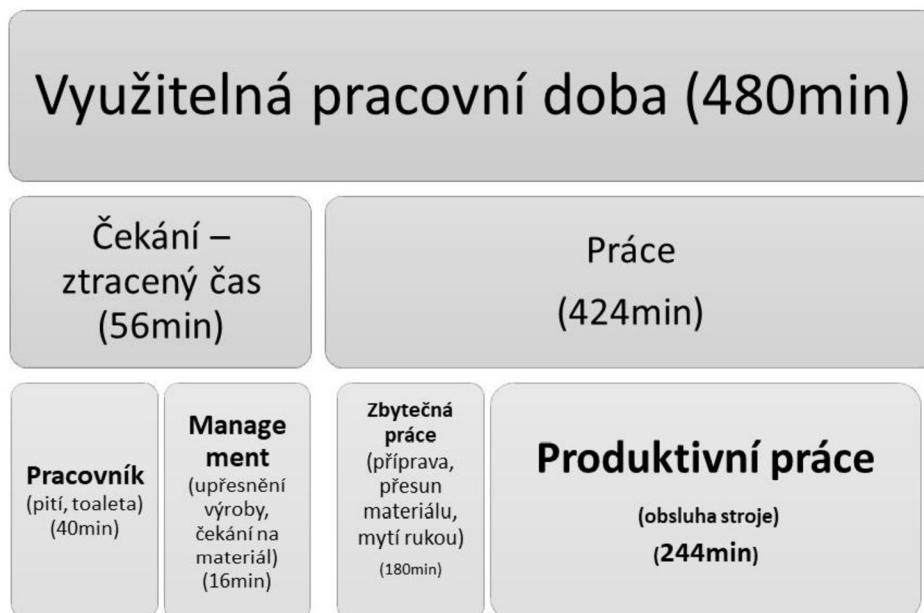 Využitelná pracovní doba (480min)
Čekání –
ztracený čas
(56min)
Práce
(424min)
Pracovník
(pití, toaleta)
(40min)
Manage
ment
(upřesnění
výroby,
čekání na
materiál)
(16min)
Zbytečná
práce
(příprava,
přesun
materiálu,
mytí rukou)
(180min)
Produktivní práce
(obsluha stroje)
(244min)